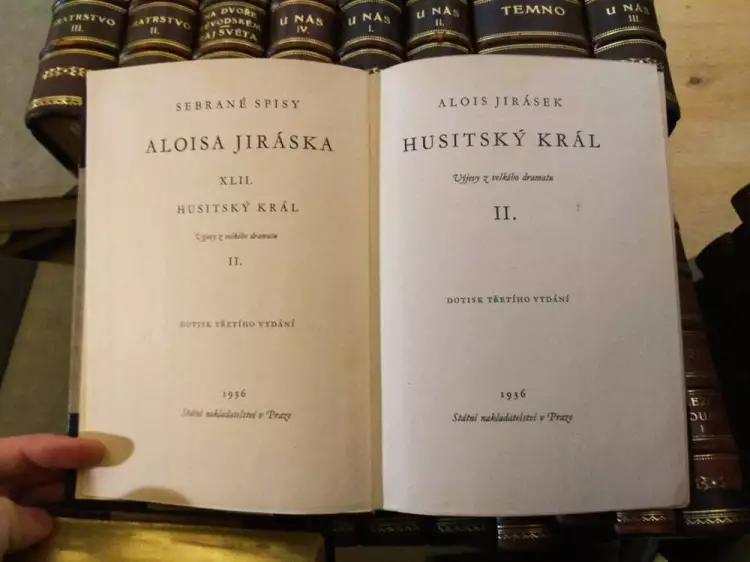 BRATRSTVO
III.
BRATRSTVO
II.
NA DVOŘE
VÉVODSKÉM
RÁJ SVĚTA
U NÁS
IV.
U NÁS
I.
U NÁS
II.
TEMNO
U NÁS
III.
SEBRANÉ SPISY
ALOISA JIRÁSKA
XLII.
HUSITSKÝ KRÁL
Výjevy z velkého dramatu
II.
DOTISK TŘETÍHO VYDÁNÍ
1936
Státní nakladatelství v Praze
ALOIS JIRÁSEK
HUSITSKÝ KRÁL
Výjevy z velkého dramatu
II.
DOTISK TŘETÍHO VYDÁNÍ
1936
Státní nakladatelství v Praze